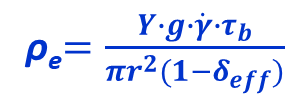 ρₑ = Y·g·γ̇·τ_b / πr²(1−δ_eff)